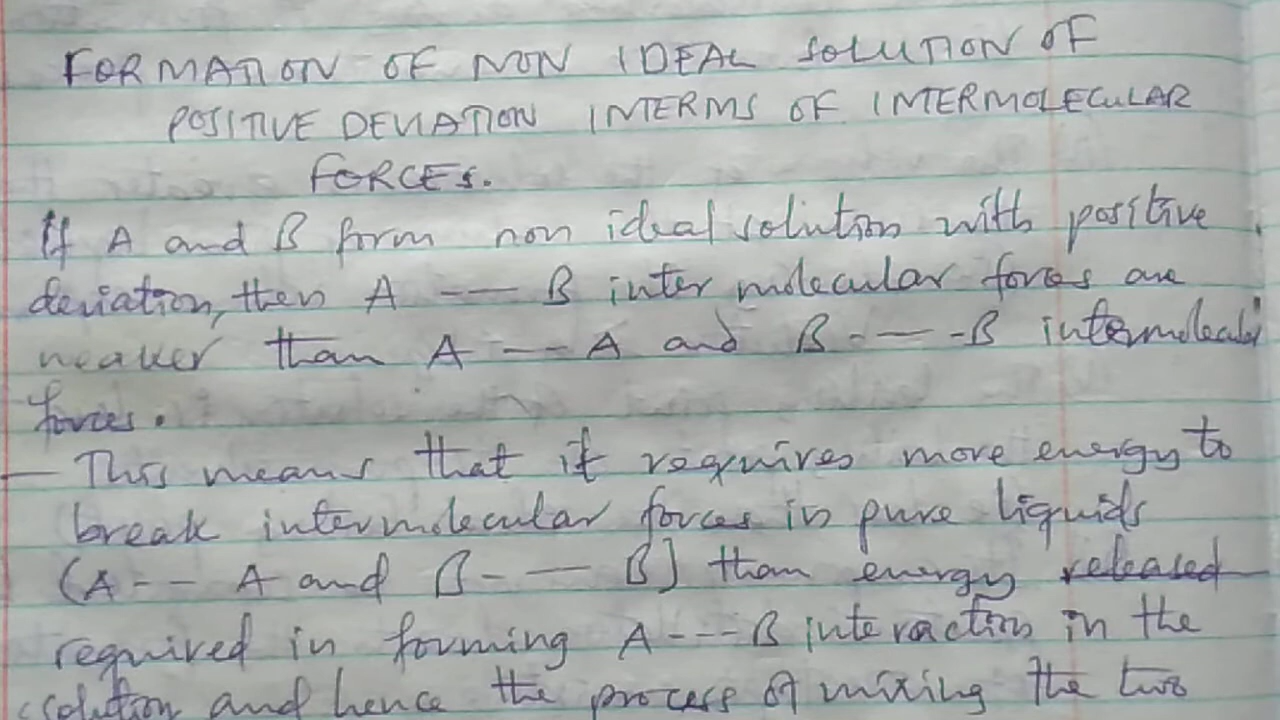 FORMATION OF NON IDEAL SOLUTION OF
POSITIVE DEVIATION INTERMS OF INTERMOLECULAR
FORCES.
If A and B form non ideal solution with positive
deviation, then A --- B inter molecular forces are
weaker than A --- A and B --- B intermolecular
forces.
— This means that it requires more energy to
break intermolecular forces in pure liquids
(A -- A and B --- B) than energy released
required in forming A --- B interaction in the
solution and hence the process of mixing the two